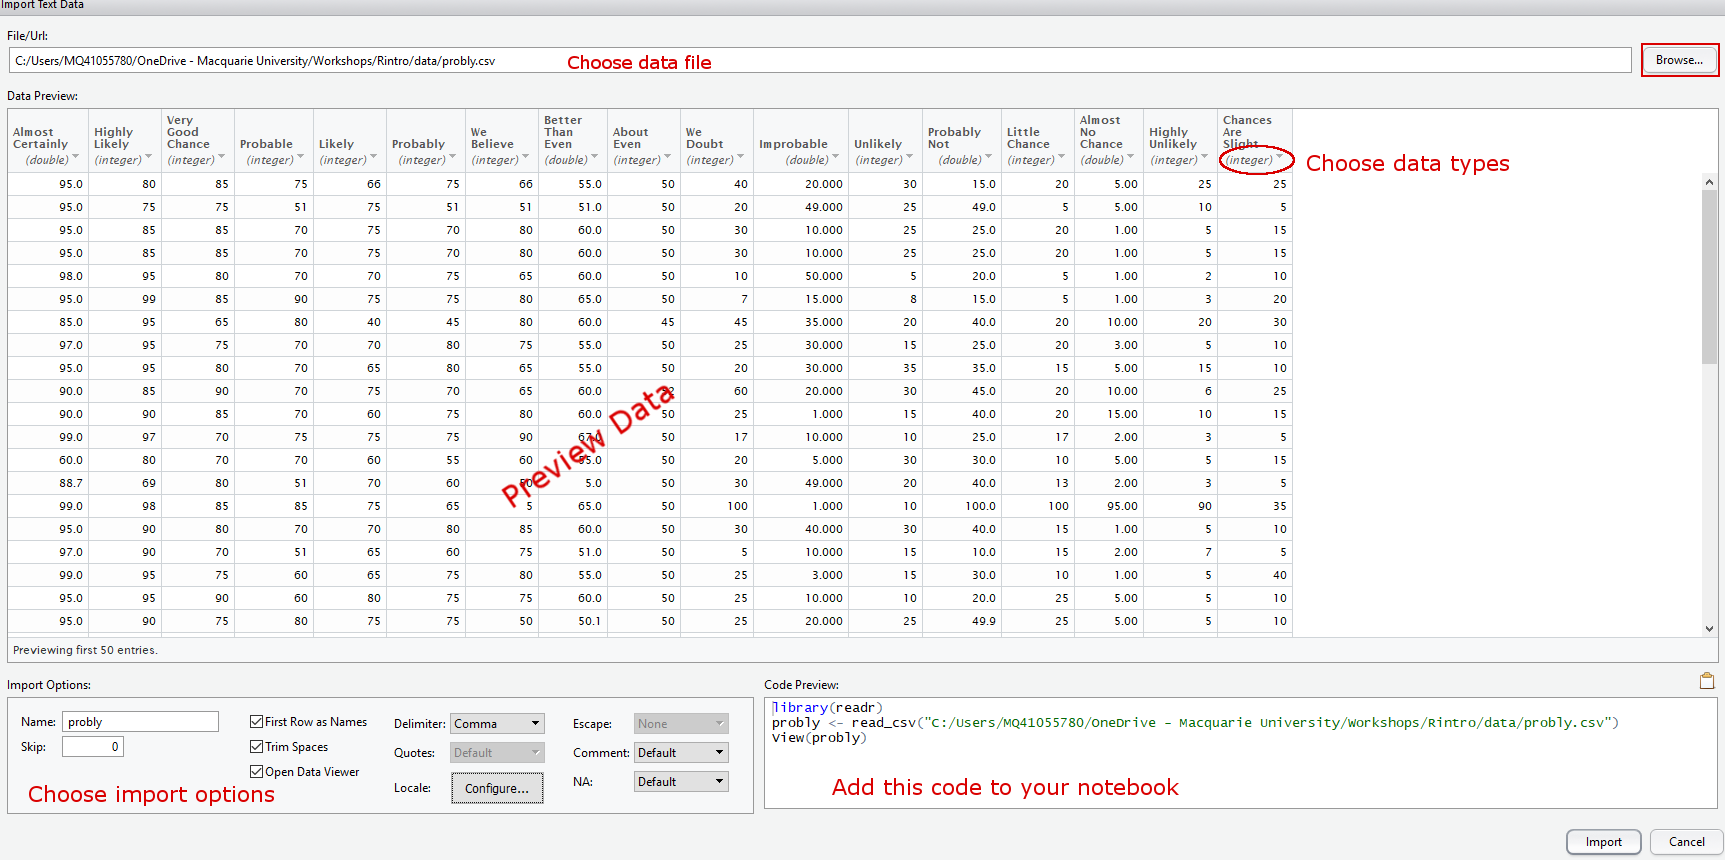 Import Text Data
File/Url:
C:/Users/MQ41055780/OneDrive - Macquarie University/Workshops/Rintro/data/probly.csv Choose data file Browse...
Data Preview:
Almost Certainly (double) Highly Likely (integer) Very Good Chance (integer) Probable (integer) Likely (integer) Probably (integer) We Believe (integer) Better Than Even (double) About Even (integer) We Doubt (integer) Improbable (double) Unlikely (integer) Probably Not (double) Little Chance (integer) Almost No Chance (double) Highly Unlikely (integer) Chances Are Slight (integer) Choose data types
95.0 80 85 75 66 75 66 55.0 50 40 20.000 30 15.0 20 5.00 25 25
95.0 75 75 51 75 51 51 51.0 50 20 49.000 25 49.0 5 5.00 10 5
95.0 85 85 70 75 70 80 60.0 50 30 10.000 25 25.0 20 1.00 5 15
95.0 85 85 70 75 70 80 60.0 50 30 10.000 25 25.0 20 1.00 5 15
98.0 95 80 70 70 75 65 60.0 50 10 50.000 5 20.0 5 1.00 2 10
95.0 99 85 90 75 75 80 65.0 50 7 15.000 8 15.0 5 1.00 3 20
85.0 95 65 80 40 45 80 60.0 45 45 35.000 20 40.0 20 10.00 20 30
97.0 95 75 70 70 80 75 55.0 50 25 30.000 15 25.0 20 3.00 5 10
95.0 95 80 70 65 80 65 55.0 50 20 30.000 35 35.0 15 5.00 15 10
90.0 85 90 70 75 70 65 60.0 60 20.000 30 45.0 20 10.00 6 25
90.0 90 85 70 60 75 80 60.0 50 25 1.000 15 40.0 20 15.00 10 15
99.0 97 70 75 75 75 90 67.0 50 17 10.000 10 25.0 17 2.00 3 5
60.0 80 70 70 60 55 60 55.0 50 20 5.000 30 30.0 10 5.00 5 15
88.7 69 80 51 70 60 50 5.0 50 30 49.000 20 40.0 13 2.00 3 5
99.0 98 85 85 75 65 5 65.0 50 100 1.000 10 100.0 100 95.00 90 35
95.0 90 80 70 70 80 85 60.0 50 30 40.000 30 40.0 15 1.00 5 10
97.0 90 70 51 65 60 75 51.0 50 5 10.000 15 10.0 15 2.00 7 5
99.0 95 75 60 65 75 80 55.0 50 25 3.000 15 30.0 10 1.00 5 40
95.0 95 90 60 80 75 75 60.0 50 25 10.000 10 20.0 25 5.00 5 10
95.0 90 75 80 75 75 50 50.1 50 25 20.000 25 49.9 25 5.00 5 10
Preview Data
Previewing first 50 entries.
Import Options:
Name: probly
Skip: 0
First Row as Names
Trim Spaces
Open Data Viewer
Delimiter: Comma
Quotes: Default
Locale: Configure...
Escape: None
Comment: Default
NA: Default
Choose import options
Code Preview:
library(readr)
probly <- read_csv("C:/Users/MQ41055780/OneDrive - Macquarie University/Workshops/Rintro/data/probly.csv")
View(probly)
Add this code to your notebook
Import Cancel